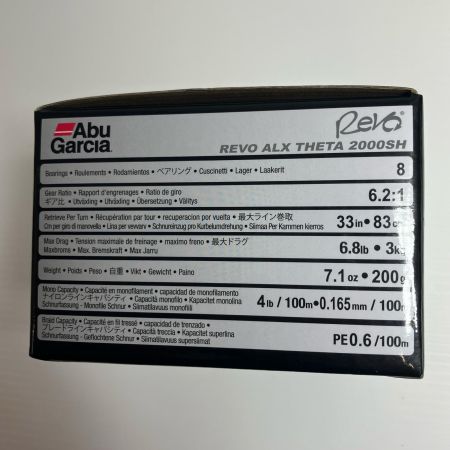 Abu
Garcia
Revo
REVO ALX THETA 2000SH
Bearings • Roulements • Rodamientos • ベアリング • Cuscinetti • Lager • Laakerit
8
Gear Ratio • Rapport d'engrenages • Ratio de giro
ギア比 • Utväxling • Utväxling • Übersetzung • Välitys
6.2:1
Retrieve Per Turn • Récupération par tour • recuperacion por vuelta • 最大ライン巻取
Cm per giro di manovella • Lina per vevvarv • Schnureinzug pro Kurbelumdrehung • Siimaa Per Kammen kierros
33in • 83c
Max Drag • Tension maximale de freinage • maximo freno • 最大ドラグ
Maxbroms • Max. Bremskraft • Max Jarru
6.8lb • 3k
Weight • Poids • Peso • 自重 • Vikt • Gewicht • Paino
7.1oz • 200g
Mono Capacity • Capacité en monofilament • capacidad de monofilamento
ナイロンラインキャパシティ • Capacità monofilo • Kapacitet monolina
Schnurfassung - Monofile Schnur • Siimatilavuus monofiili
4lb / 100m•0.165mm / 100m
Braid Capacity • Capacité en fil tressé • capacidad de trenzado •
ブレードラインキャパシティ • Capacità treccia • Kapacitet superlina
Schnurfassung - Geflochtene Schnur • Siimatilavuus supersiimat
PE0.6/100m